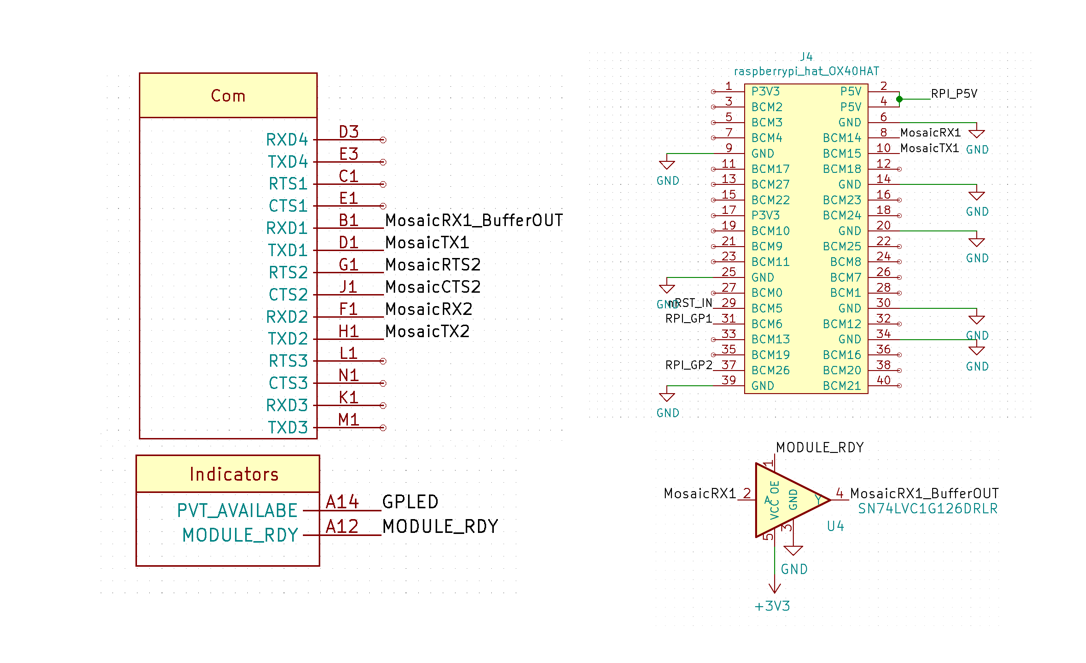 Com
RXD4 D3
TXD4 E3
RTS1 C1
CTS1 E1
RXD1 B1 MosaicRX1_BufferOUT
TXD1 D1 MosaicTX1
RTS2 G1 MosaicRTS2
CTS2 J1 MosaicCTS2
RXD2 F1 MosaicRX2
TXD2 H1 MosaicTX2
RTS3 L1
CTS3 N1
RXD3 K1
TXD3 M1
Indicators
PVT_AVAILABE A14 GPLED
MODULE_RDY A12 MODULE_RDY
J4
raspberrypi_hat_OX40HAT
1 P3V3 P5V 2 RPI_P5V
3 BCM2 P5V 4
5 BCM3 GND 6
7 BCM4 BCM14 8 MosaicRX1
GND
9 GND BCM15 10 MosaicTX1
11 BCM17 BCM18 12
GND
13 BCM27 GND 14
15 BCM22 BCM23 16
GND
17 P3V3 BCM24 18
19 BCM10 GND 20
21 BCM9 BCM25 22
GND
23 BCM11 BCM8 24
25 GND BCM7 26
27 BCM0 BCM1 28
GND
nRST_IN 29 BCM5 GND 30
RPI_GP1 31 BCM6 BCM12 32
GND
33 BCM13 GND 34
35 BCM19 BCM16 36
GND
RPI_GP2 37 BCM26 BCM20 38
39 GND BCM21 40
GND
MODULE_RDY
1
MosaicRX1 2 A OE VCC GND Y 4 MosaicRX1_BufferOUT
SN74LVC1G126DRLR
U4
5 3
GND
+3V3